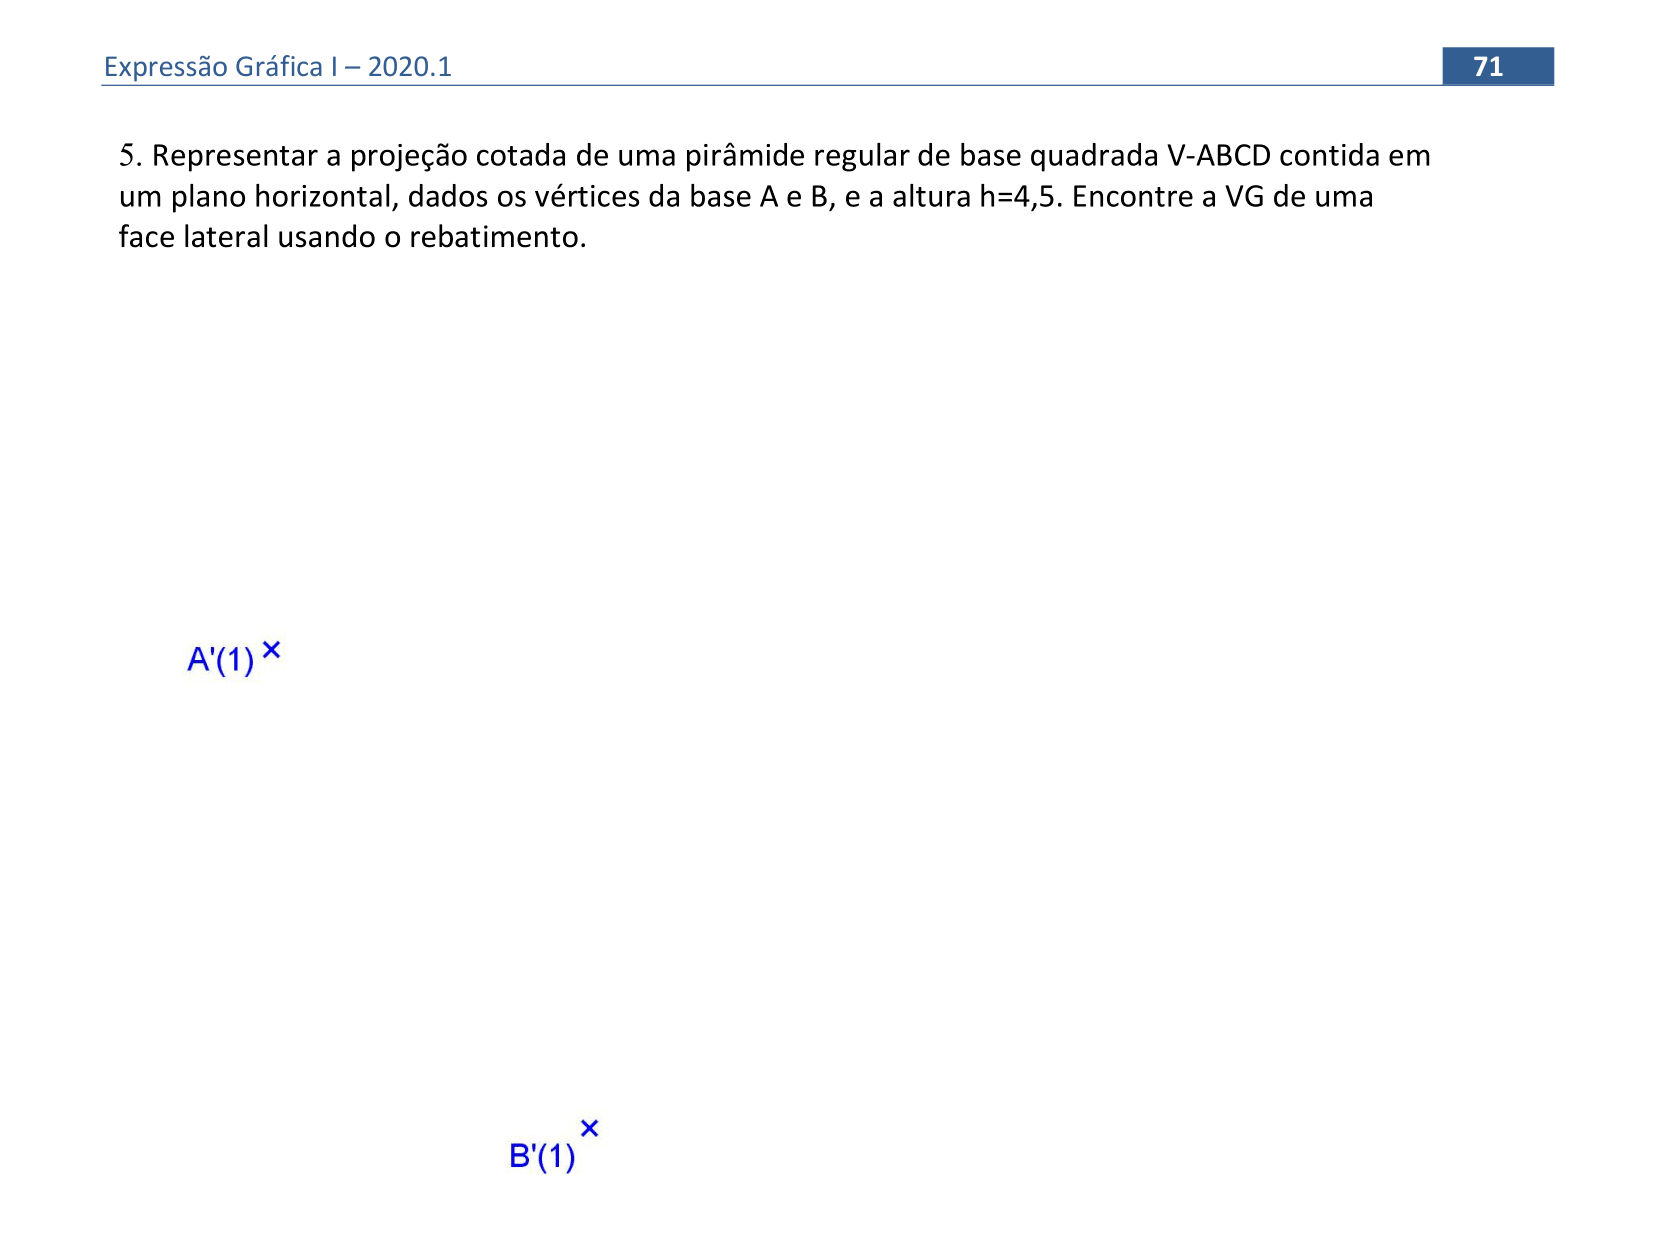 Expressão Gráfica I – 2020.1
71
5. Representar a projeção cotada de uma pirâmide regular de base quadrada V-ABCD contida em
um plano horizontal, dados os vértices da base A e B, e a altura h=4,5. Encontre a VG de uma
face lateral usando o rebatimento.
A'(1)
B'(1)